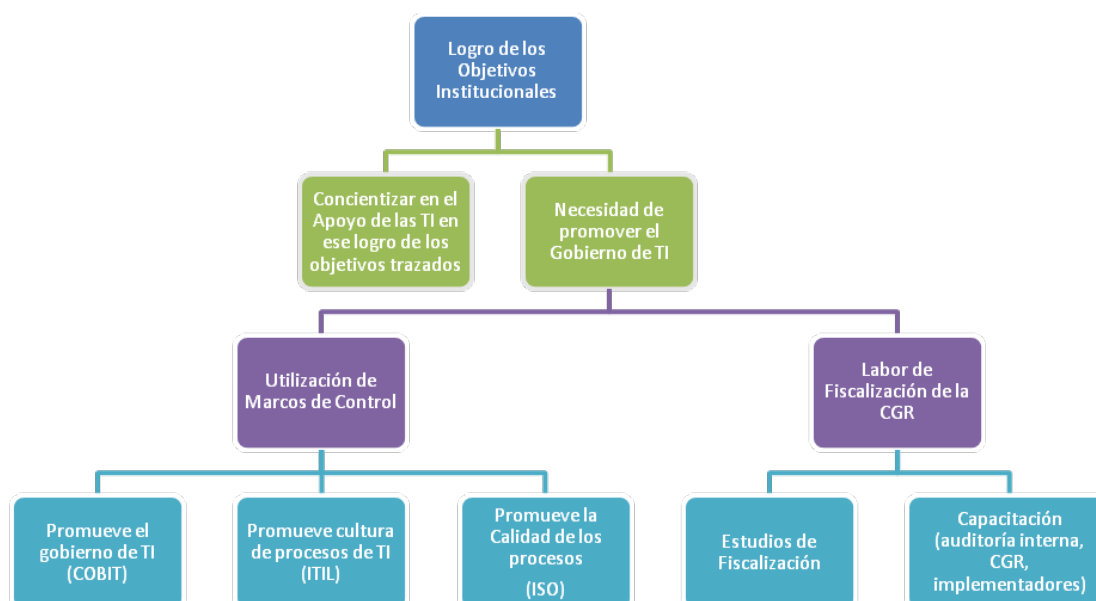 Logro de los
Objetivos
Institucionales
Concientizar en el
Apoyo de las TI en
ese logro de los
objetivos trazados
Necesidad de
promover el
Gobierno de TI
Utilización de
Marcos de Control
Labor de
Fiscalización de la
CGR
Promueve el
gobierno de TI
(COBIT)
Promueve cultura
de procesos de TI
(ITIL)
Promueve la
Calidad de los
procesos
(ISO)
Estudios de
Fiscalización
Capacitación
(auditoría interna,
CGR,
implementadores)